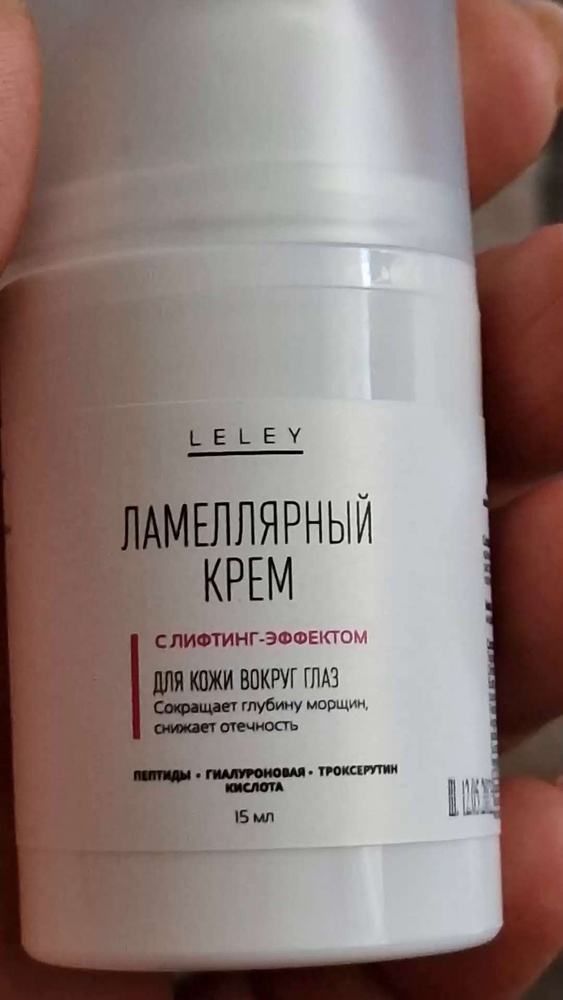 LELEY
ЛАМЕЛЛЯРНЫЙ
КРЕМ
С ЛИФТИНГ-ЭФФЕКТОМ
ДЛЯ КОЖИ ВОКРУГ ГЛАЗ
Сокращает глубину морщин,
снижает отечность
ПЕПТИДЫ • ГИАЛУРОНОВАЯ • ТРОКСЕРУТИН
КИСЛОТА
15 мл